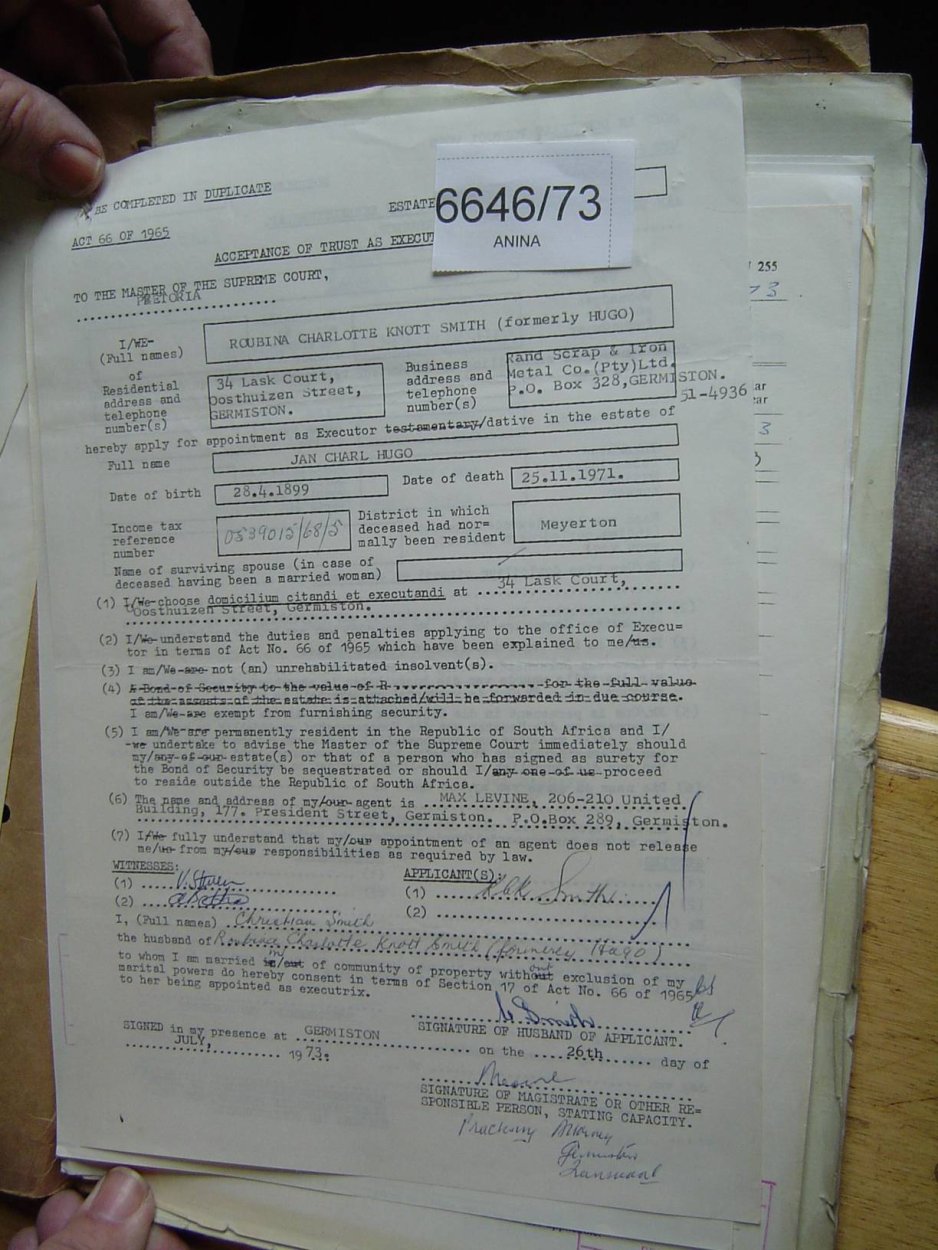 BE COMPLETED IN DUPLICATE
ESTATE
6646/73
ANINA
ACT 66 OF 1965
ACCEPTANCE OF TRUST AS EXECUT
TO THE MASTER OF THE SUPREME COURT,
PRETORIA
I/WE-
(Full names)
ROUBINA CHARLOTTE KNOTT SMITH (formerly HUGO)
of
Residential
address and
telephone
number(s)
34 Lask Court,
Oosthuizen Street,
GERMISTON.
Business
address and
telephone
number(s)
Rand Scrap & Iron
Metal Co.(Pty)Ltd.
P.O. Box 328,GERMISTON.
51-4936
hereby apply for appointment as Executor testamentary/dative in the estate of
Full name
JAN CHARL HUGO
Date of birth
28.4.1899
Date of death
25.11.1971.
Income tax
reference
number
0539015/68/5
District in which
deceased had nor=
mally been resident
Meyerton
Name of surviving spouse (in case of
deceased having been a married woman)
(1) I/We-choose domicilium citandi et executandi at 34 Lask Court,
Oosthuizen Street, Germiston.
(2) I/We-understand the duties and penalties applying to the office of Execu=
tor in terms of Act No. 66 of 1965 which have been explained to me/us.
(3) I am/We-are-not (an) unrehabilitated insolvent(s).
(4) A-Bond-of-Security-to-the-value-of-R for-the-full-value-
of-its-assets-of-the-estate-is-attached/will-be-forwarded-in-due-course.
I am/We-are exempt from furnishing security.
(5) I am/We-are-permanently resident in the Republic of South Africa and I/
-we undertake to advise the Master of the Supreme Court immediately should
my/any-of-our-estate(s) or that of a person who has signed as surety for
the Bond of Security be sequestrated or should I/any-one-of-us-proceed
to reside outside the Republic of South Africa.
(6) The name and address of my/our-agent is MAX LEVINE, 206-210 United
Building, 177. President Street, Germiston. P.O.Box 289, Germiston.
(7) I/We fully understand that my/our appointment of an agent does not release
me/us-from my/our responsibilities as required by law.
WITNESSES:
APPLICANT(S):
(1)
(1) Smith
(2)
(2)
I, (Full names) Christian Smith
the husband of Roubina Charlotte Knott Smith (formerly Hugo)
to whom I am married in/out of community of property without exclusion of my
marital powers do hereby consent in terms of Section 17 of Act No. 66 of 1965
to her being appointed as executrix.
C Smith
SIGNATURE OF HUSBAND OF APPLICANT.
SIGNED in my presence at GERMISTON on the 26th day of
JULY, 1973.
SIGNATURE OF MAGISTRATE OR OTHER RE=
SPONSIBLE PERSON, STATING CAPACITY.
Practising Attorney
Germiston
Transvaal
255